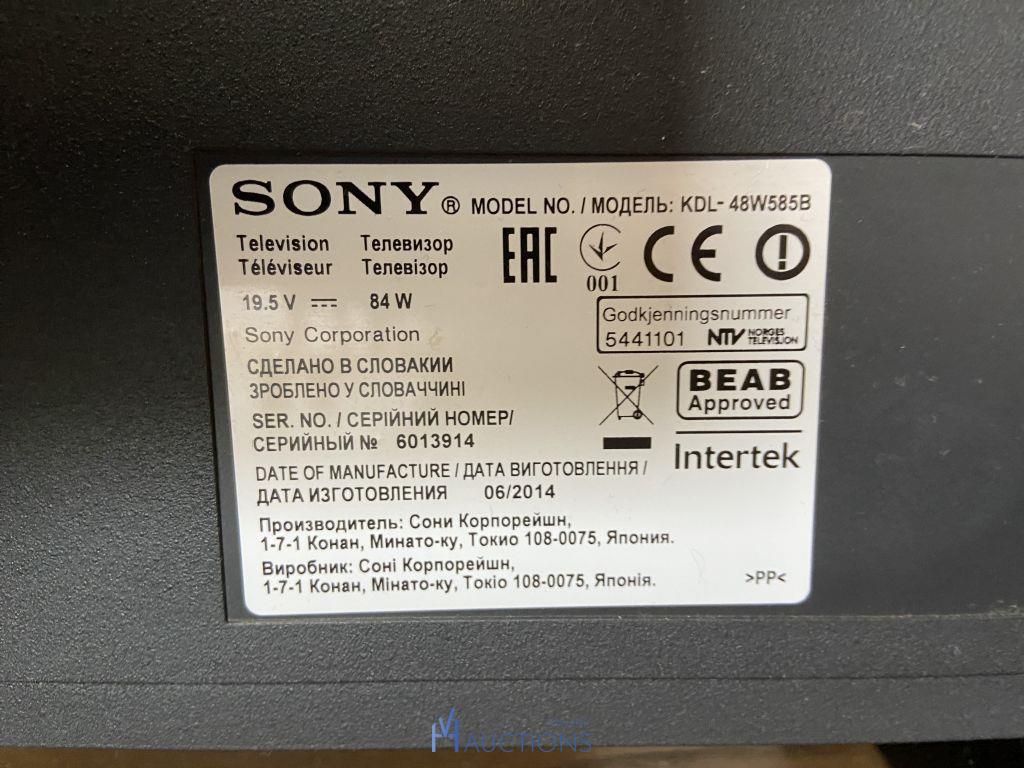 SONY® MODEL NO. / МОДЕЛЬ: KDL- 48W585B
Television Телевизор
Téléviseur Телевізор
19.5 V 84 W
Sony Corporation
СДЕЛАНО В СЛОВАКИИ
ЗРОБЛЕНО У СЛОВАЧЧИНІ
SER. NO. / СЕРІЙНИЙ НОМЕР/
СЕРИЙНЫЙ № 6013914
DATE OF MANUFACTURE / ДАТА ВИГОТОВЛЕННЯ /
ДАТА ИЗГОТОВЛЕНИЯ 06/2014
Производитель: Сони Корпорейшн,
1-7-1 Конан, Минато-ку, Токио 108-0075, Япония.
Виробник: Соні Корпорейшн,
1-7-1 Конан, Мінато-ку, Токіо 108-0075, Японія.
EAC
001
CE
Godkjenningsnummer
5441101 NTV NORGES
TELEVISJON
BEAB
Approved
Intertek
>PP<
AUCTIONS